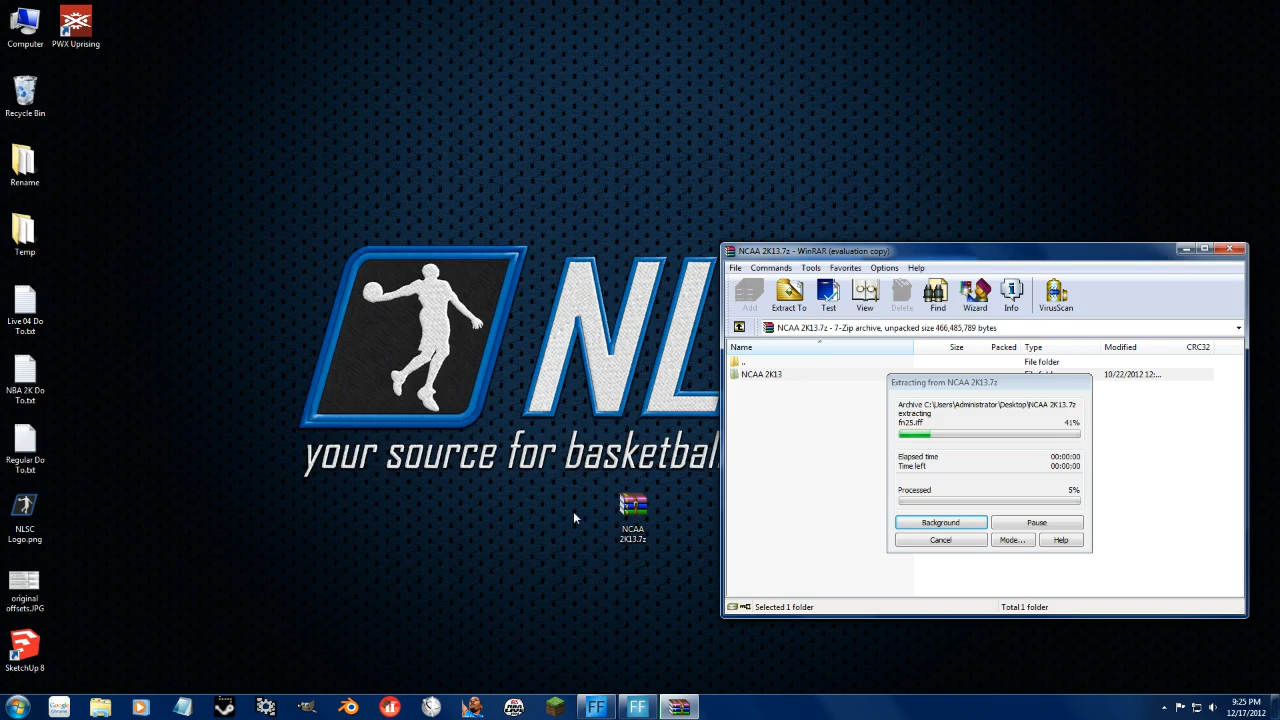 Computer
PWX Uprising
Recycle Bin
Rename
Temp
Live 04 Do
To.txt
NBA 2K Do
To.txt
Regular Do
To.txt
NLSC
Logo.png
original
offsets.JPG
SketchUp 8
NL
your source for basketbal
NCAA
2K13.7z
NCAA 2K13.7z - WinRAR (evaluation copy)
File Commands Tools Favorites Options Help
Add Extract To Test View Delete Find Wizard Info VirusScan
NCAA 2K13.7z - 7-Zip archive, unpacked size 466,485,789 bytes
Name Size Packed Type Modified CRC32
.. File folder
NCAA 2K13 10/22/2012 12:...
Extracting from NCAA 2K13.7z
Archive C:\Users\Administrator\Desktop\NCAA 2K13.7z
extracting
fn25.iff 41%
Elapsed time 00:00:00
Time left 00:00:00
Processed 5%
Background Pause
Cancel Mode... Help
Selected 1 folder Total 1 folder
FF FF
9:25 PM
12/17/2012